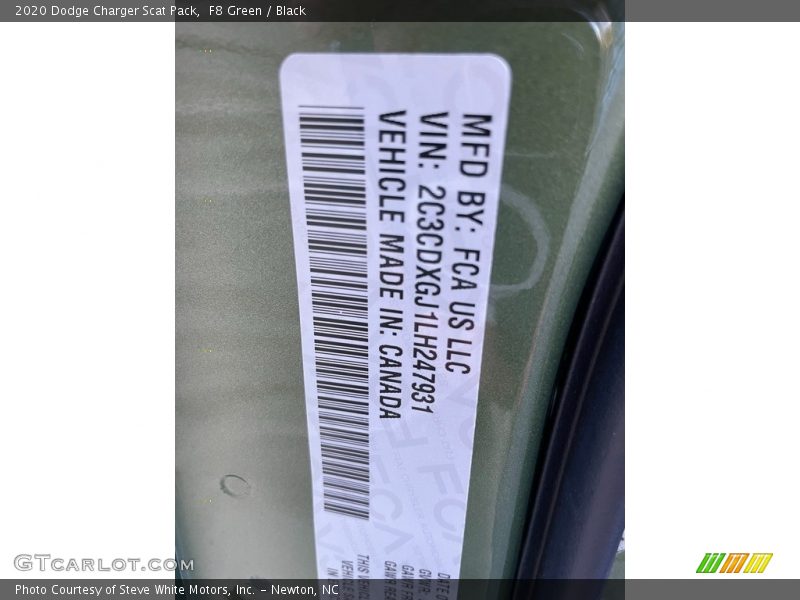 2020 Dodge Charger Scat Pack, F8 Green / Black
MFD BY: FCA US LLC
VIN: 2C3CDXGJ1LH247931
VEHICLE MADE IN: CANADA
GTCarlot.com
Photo Courtesy of Steve White Motors, Inc. - Newton, NC